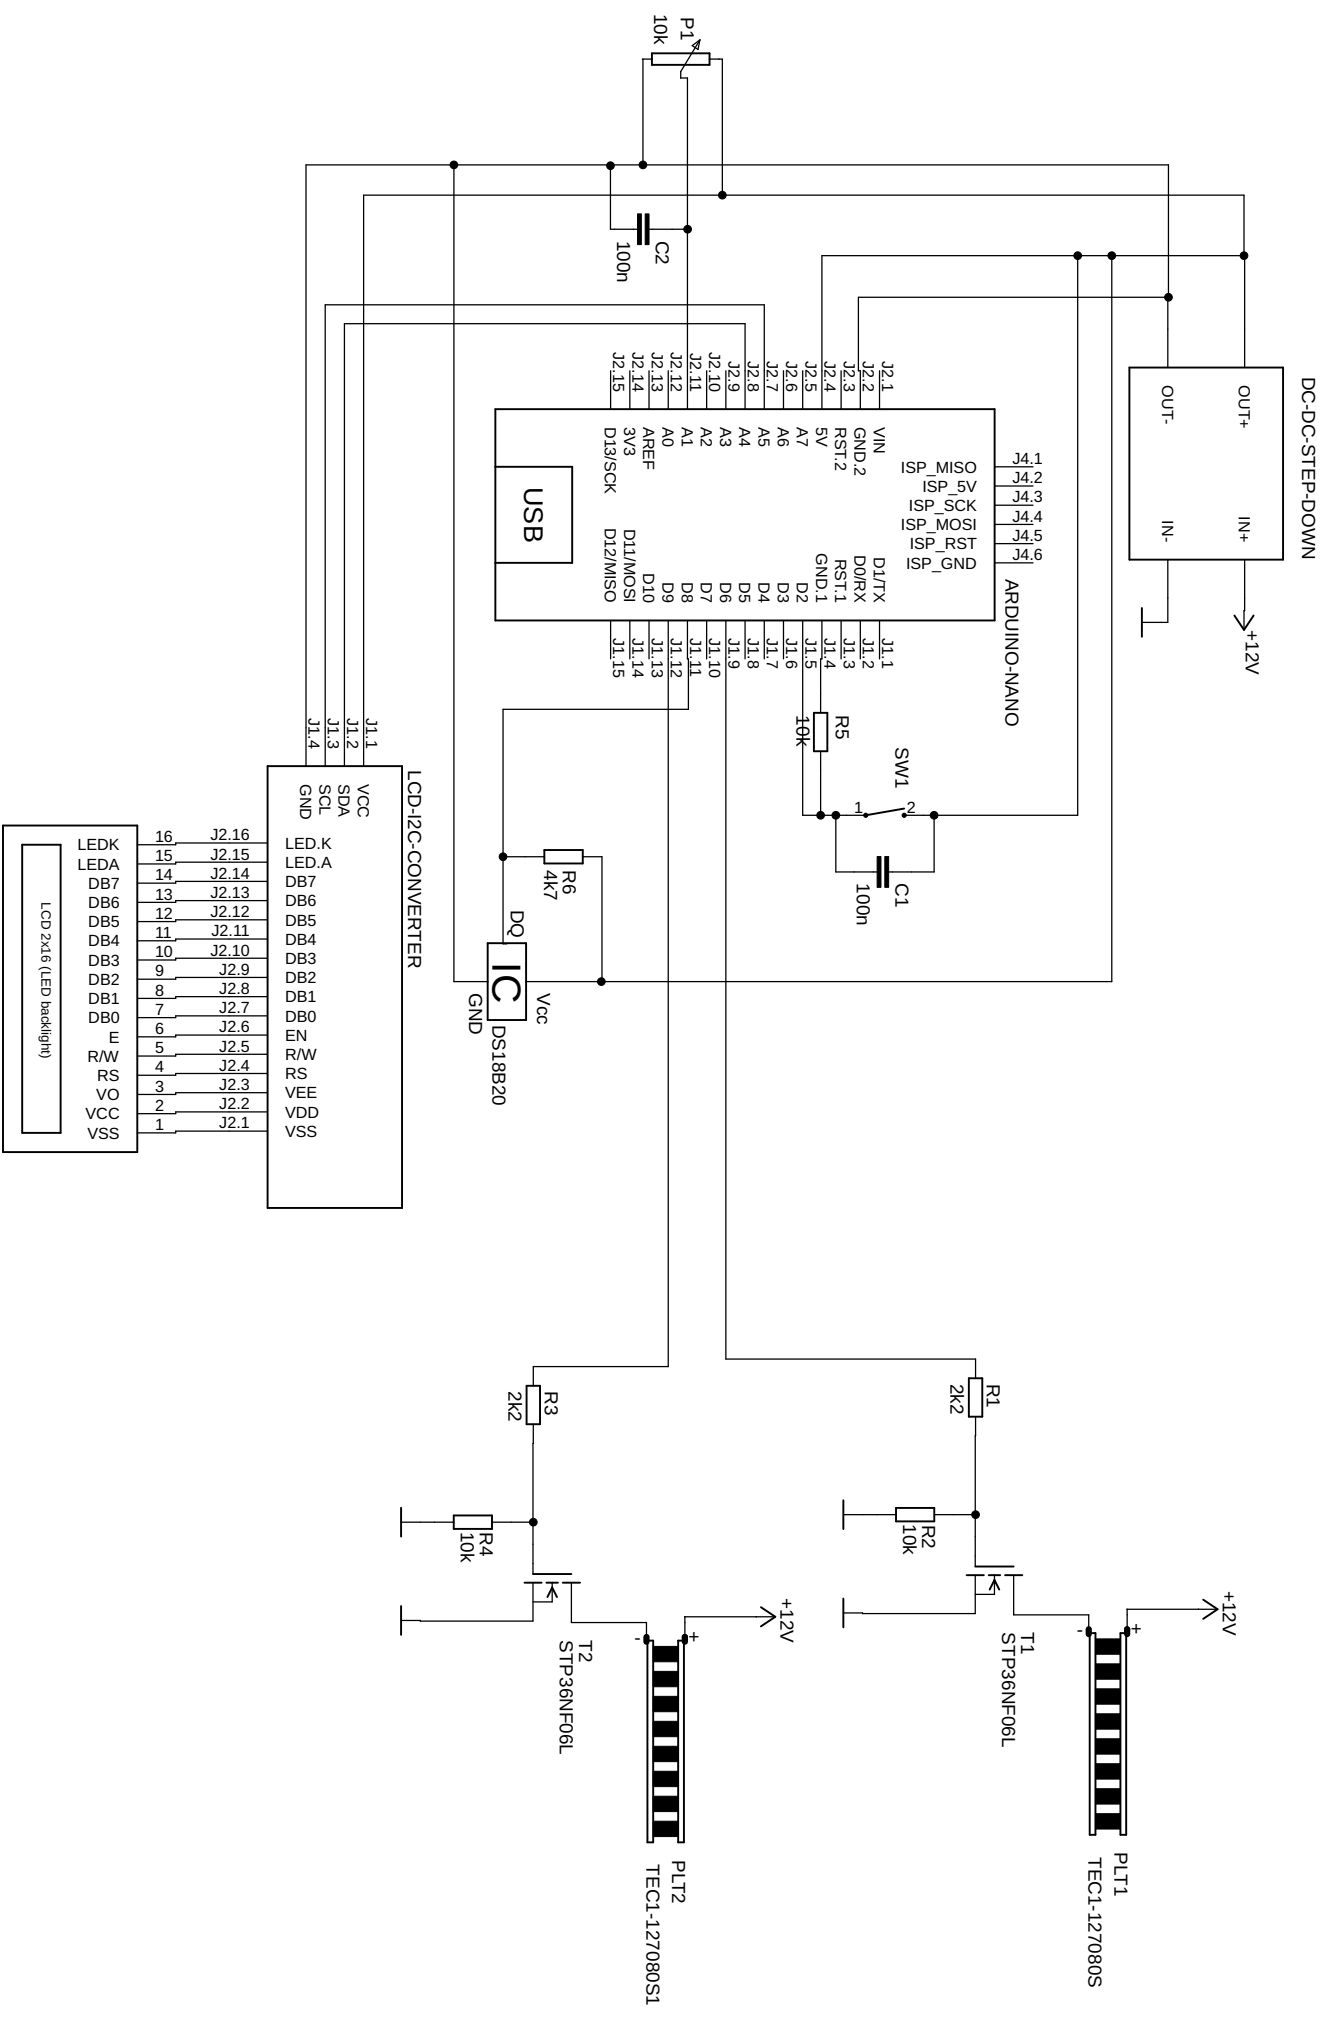 DC-DC-STEP-DOWN
OUT+
IN+
OUT-
IN-
+12V
P1
10k
C2
100n
ARDUINO-NANO
USB
J2.1
J2.2
J2.3
J2.4
J2.5
J2.6
J2.7
J2.8
J2.9
J2.10
J2.11
J2.12
J2.13
J2.14
J2.15
VIN
GND.2
RST.2
5V
A7
A6
A5
A4
A3
A2
A1
A0
AREF
3V3
D13/SCK
ISP_MISO
ISP_5V
ISP_SCK
ISP_MOSI
ISP_RST
ISP_GND
J4.1
J4.2
J4.3
J4.4
J4.5
J4.6
D1/TX
D0/RX
RST.1
GND.1
D2
D3
D4
D5
D6
D7
D8
D9
D10
D11/MOSI
D12/MISO
J1.1
J1.2
J1.3
J1.4
J1.5
J1.6
J1.7
J1.8
J1.9
J1.10
J1.11
J1.12
J1.13
J1.14
J1.15
R5
10k
SW1
1
2
C1
100n
R6
4k7
DQ
IC
Vcc
GND
DS18B20
LCD-I2C-CONVERTER
J1.1
J1.2
J1.3
J1.4
VCC
SDA
SCL
GND
LEDK 16 J2.16 LED.K
LEDA 15 J2.15 LED.A
DB7 14 J2.14 DB7
DB6 13 J2.13 DB6
DB5 12 J2.12 DB5
DB4 11 J2.11 DB4
DB3 10 J2.10 DB3
DB2 9 J2.9 DB2
DB1 8 J2.8 DB1
DB0 7 J2.7 DB0
E 6 J2.6 EN
R/W 5 J2.5 R/W
RS 4 J2.4 RS
VO 3 J2.3 VEE
VCC 2 J2.2 VDD
VSS 1 J2.1 VSS
LCD 2x16 (LED backlight)
R1
2k2
R2
10k
T1
STP36NF06L
+12V
-
+
PLT1
TEC1-127080S
R3
2k2
R4
10k
T2
STP36NF06L
+12V
-
+
PLT2
TEC1-127080S1